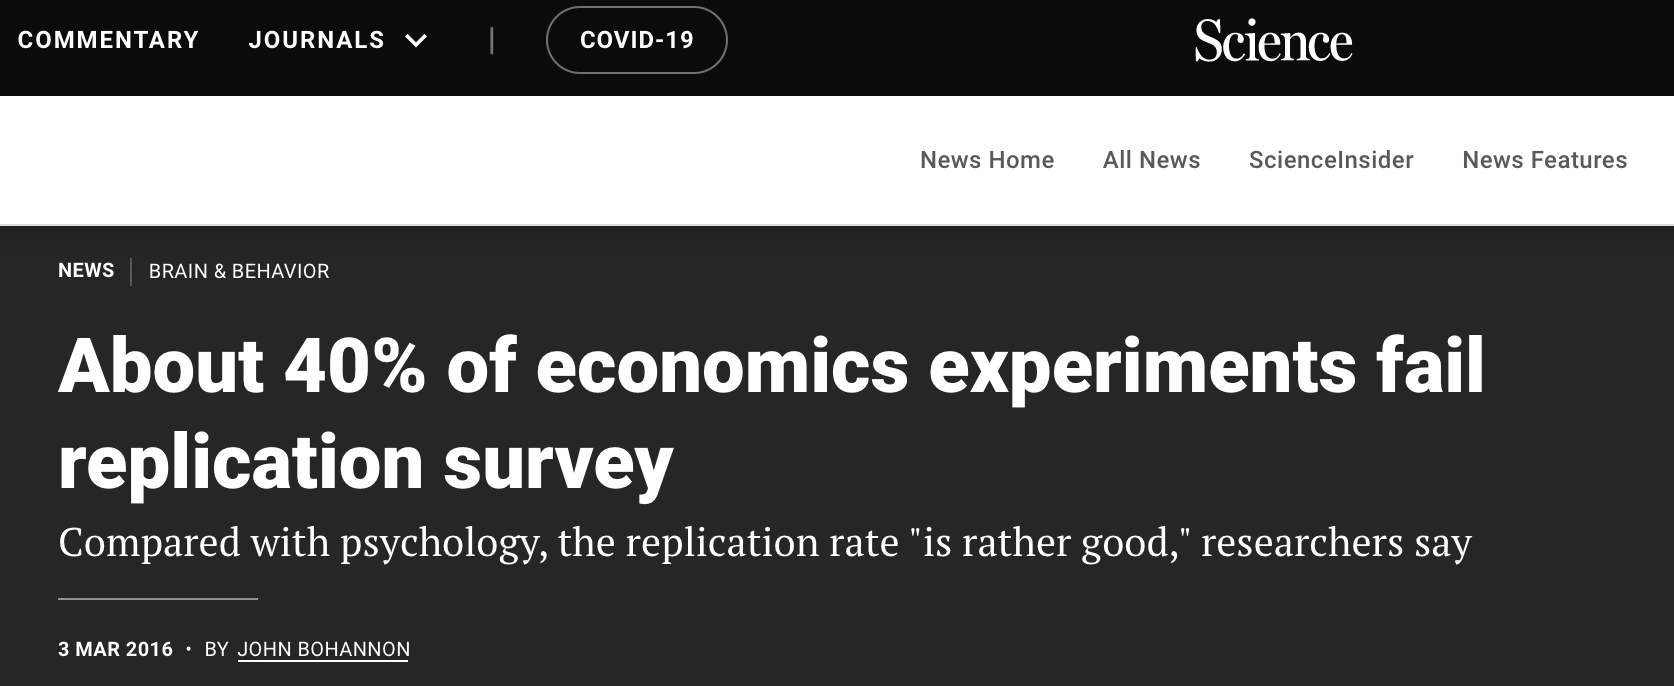 COMMENTARY JOURNALS | COVID-19 Science
News Home All News ScienceInsider News Features
NEWS | BRAIN & BEHAVIOR
About 40% of economics experiments fail
replication survey
Compared with psychology, the replication rate "is rather good," researchers say
3 MAR 2016 • BY JOHN BOHANNON